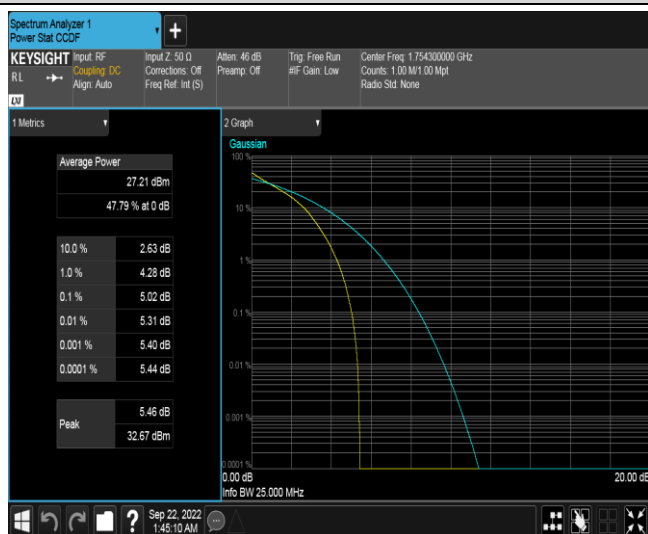 Spectrum Analyzer 1
Power Stat CCDF
+
KEYSIGHT
RL
LXI
Input: RF
Coupling: DC
Align: Auto
Input Z: 50 Ω
Corrections: Off
Freq Ref: Int (S)
Atten: 46 dB
Preamp: Off
Trig: Free Run
#IF Gain: Low
Center Freq: 1.754300000 GHz
Counts: 1.00 M/1.00 Mpt
Radio Std: None
1 Metrics
Average Power
27.21 dBm
47.79 % at 0 dB
10.0 % 2.63 dB
1.0 % 4.28 dB
0.1 % 5.02 dB
0.01 % 5.31 dB
0.001 % 5.40 dB
0.0001 % 5.44 dB
Peak 5.46 dB
32.67 dBm
2 Graph
Gaussian
100 %
10 %
1 %
0.1 %
0.01 %
0.001 %
0.0001 %
0.00 dB 20.00 dB
Info BW 25.000 MHz
?
Sep 22, 2022
1:45:10 AM